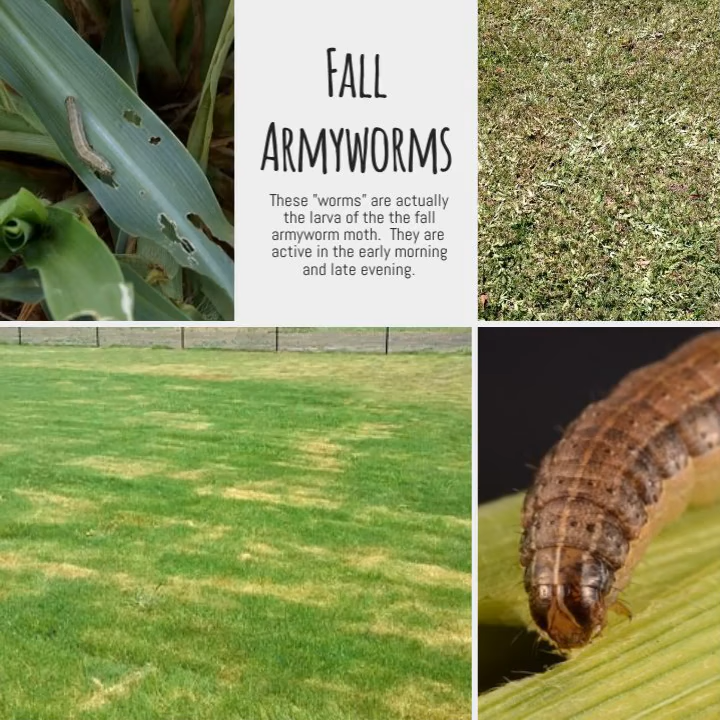 Fall
Armyworms
These "worms" are actually
the larva of the the fall
armyworm moth. They are
active in the early morning
and late evening.